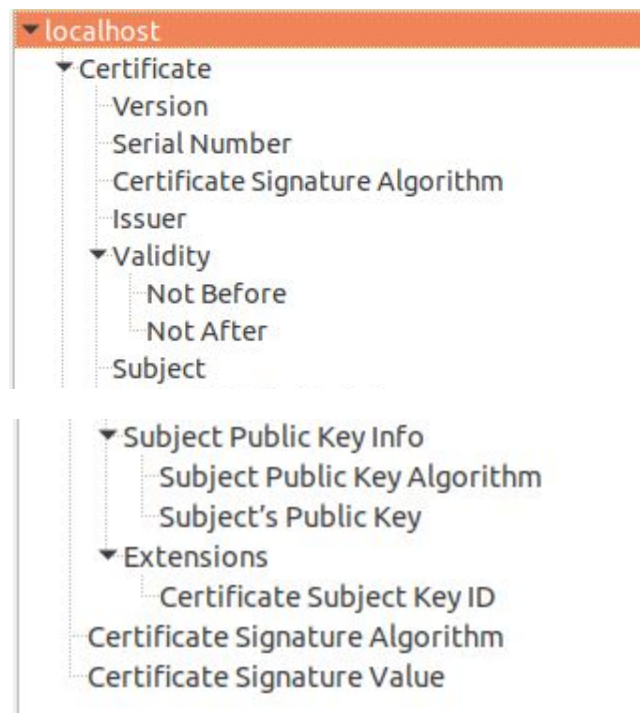 localhost
Certificate
Version
Serial Number
Certificate Signature Algorithm
Issuer
Validity
Not Before
Not After
Subject
Subject Public Key Info
Subject Public Key Algorithm
Subject’s Public Key
Extensions
Certificate Subject Key ID
Certificate Signature Algorithm
Certificate Signature Value